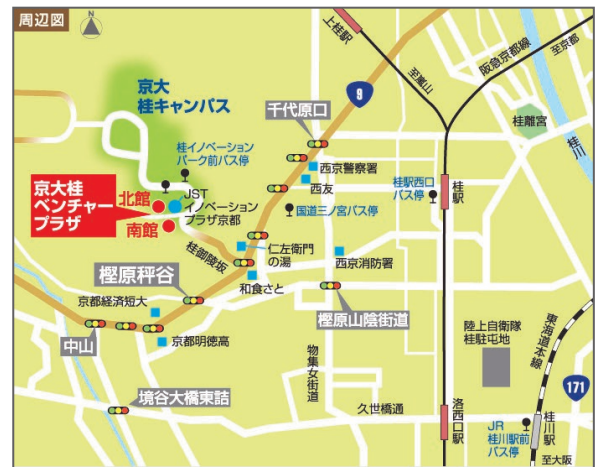 周辺図
N
上桂駅
至嵐山
阪急京都線
至京都
9
京大
桂キャンパス
千代原口
桂離宮
桂川
桂イノベーション
パーク前バス停
西京警察署
西友
桂駅西口
バス停
桂駅
京大桂
ベンチャー
プラザ
北館
南館
JST
イノベーション
プラザ京都
国道三ノ宮バス停
桂御陵坂
仁左衛門
の湯
西京消防署
樫原秤谷
和食さと
樫原山陰街道
京都経済短大
中山
京都明徳高
物集女街道
陸上自衛隊
桂駐屯地
東海道本線
171
境谷大橋東詰
久世橋通
洛西口駅
JR
桂川駅前
バス停
桂川駅
至大阪